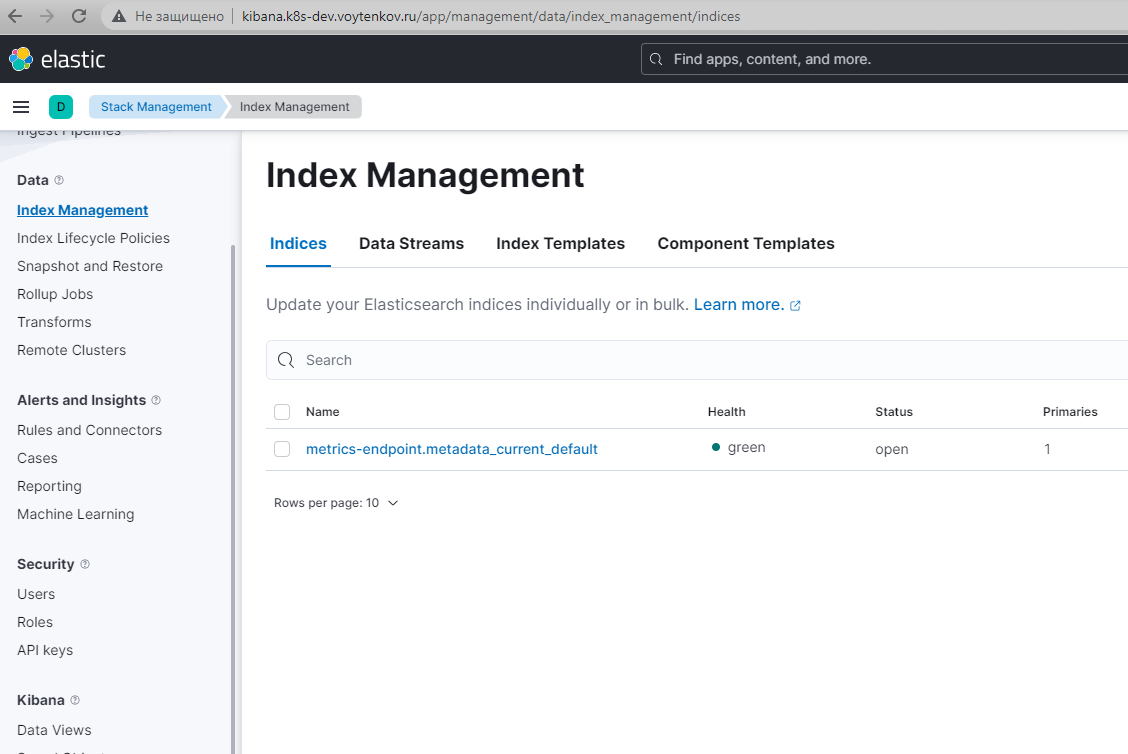 Не защищено kibana.k8s-dev.voytenkov.ru/app/management/data/index_management/indices
elastic
Find apps, content, and more.
D Stack Management Index Management
Ingest Pipelines
Data
Index Management
Index Lifecycle Policies
Snapshot and Restore
Rollup Jobs
Transforms
Remote Clusters
Alerts and Insights
Rules and Connectors
Cases
Reporting
Machine Learning
Security
Users
Roles
API keys
Kibana
Data Views
Index Management
Indices Data Streams Index Templates Component Templates
Update your Elasticsearch indices individually or in bulk. Learn more.
Search
Name Health Status Primaries
metrics-endpoint.metadata_current_default green open 1
Rows per page: 10